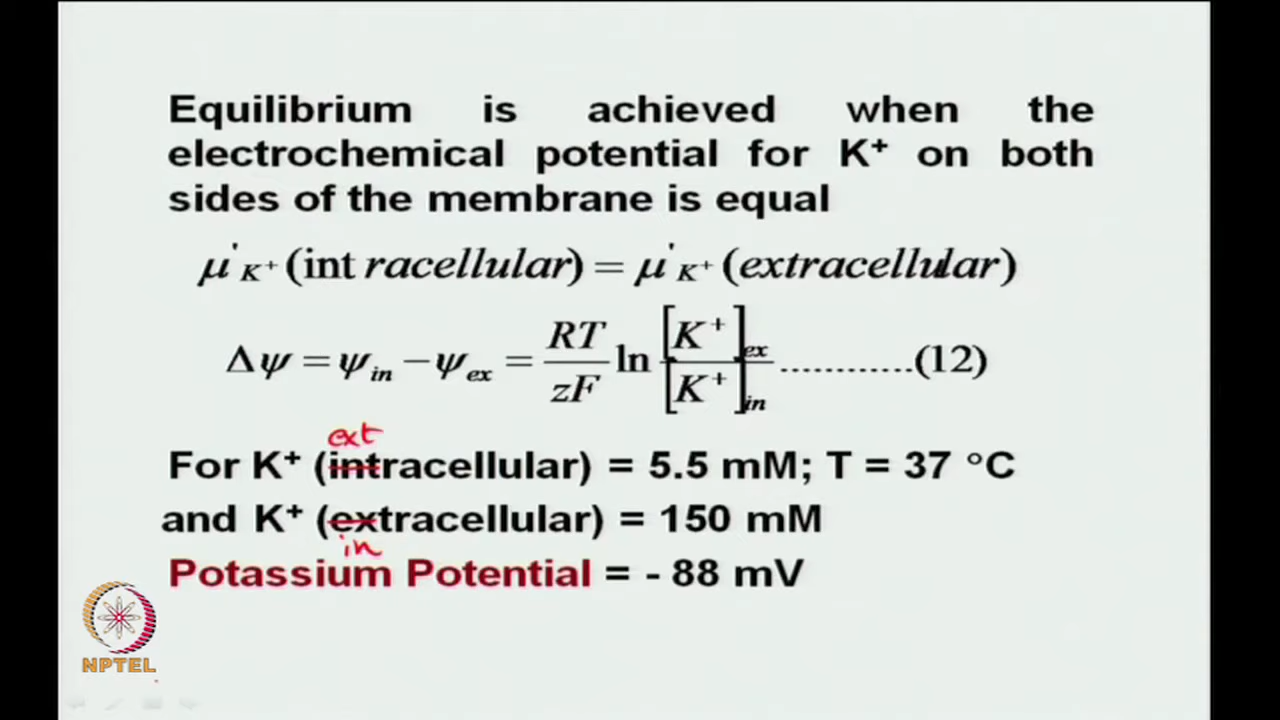 Equilibrium is achieved when the
electrochemical potential for K⁺ on both
sides of the membrane is equal
μ'K⁺ (int racellular) = μ'K⁺ (extracellular)
Δψ = ψin − ψex = RT/zF ln [K⁺]ex/[K⁺]in ............(12)
ext
For K⁺ (intracellular) = 5.5 mM; T = 37 °C
and K⁺ (extracellular) = 150 mM
in
Potassium Potential = - 88 mV
NPTEL